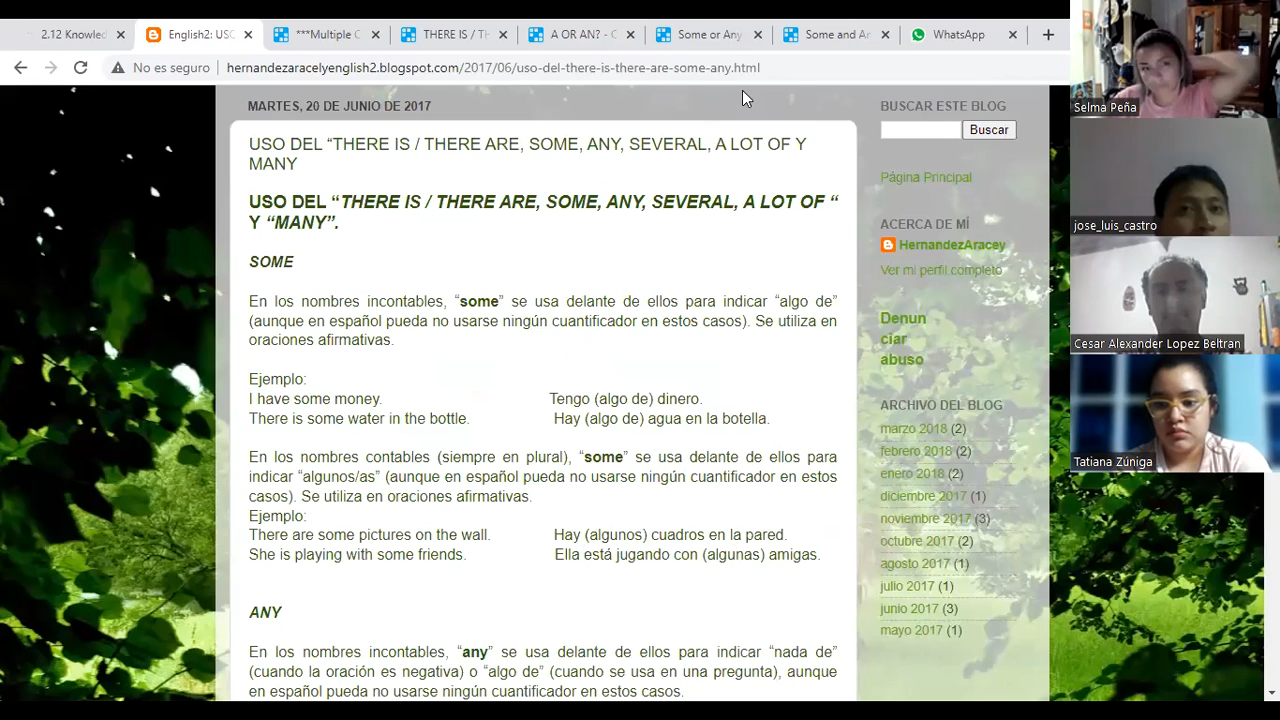 2.12 Knowled
English2: USO
***Multiple C
THERE IS / TH
A OR AN? - C
Some or Any
Some and An
WhatsApp
No es seguro
hernandezaracelyenglish2.blogspot.com/2017/06/uso-del-there-is-there-are-some-any.html
MARTES, 20 DE JUNIO DE 2017
USO DEL “THERE IS / THERE ARE, SOME, ANY, SEVERAL, A LOT OF Y
MANY
USO DEL “THERE IS / THERE ARE, SOME, ANY, SEVERAL, A LOT OF “
Y “MANY”.
SOME
En los nombres incontables, “some” se usa delante de ellos para indicar “algo de”
(aunque en español pueda no usarse ningún cuantificador en estos casos). Se utiliza en
oraciones afirmativas.
Ejemplo:
I have some money. Tengo (algo de) dinero.
There is some water in the bottle. Hay (algo de) agua en la botella.
En los nombres contables (siempre en plural), “some” se usa delante de ellos para
indicar “algunos/as” (aunque en español pueda no usarse ningún cuantificador en estos
casos). Se utiliza en oraciones afirmativas.
Ejemplo:
There are some pictures on the wall. Hay (algunos) cuadros en la pared.
She is playing with some friends. Ella está jugando con (algunas) amigas.
ANY
En los nombres incontables, “any” se usa delante de ellos para indicar “nada de”
(cuando la oración es negativa) o “algo de” (cuando se usa en una pregunta), aunque
en español pueda no usarse ningún cuantificador en estos casos.
BUSCAR ESTE BLOG
Buscar
Página Principal
ACERCA DE MÍ
HernandezAracey
Ver mi perfil completo
Denun
ciar
abuso
ARCHIVO DEL BLOG
marzo 2018 (2)
febrero 2018 (2)
enero 2018 (2)
diciembre 2017 (1)
noviembre 2017 (3)
octubre 2017 (2)
agosto 2017 (1)
julio 2017 (1)
junio 2017 (3)
mayo 2017 (1)
Selma Peña
jose_luis_castro
Cesar Alexander Lopez Beltran
Tatiana Zúniga